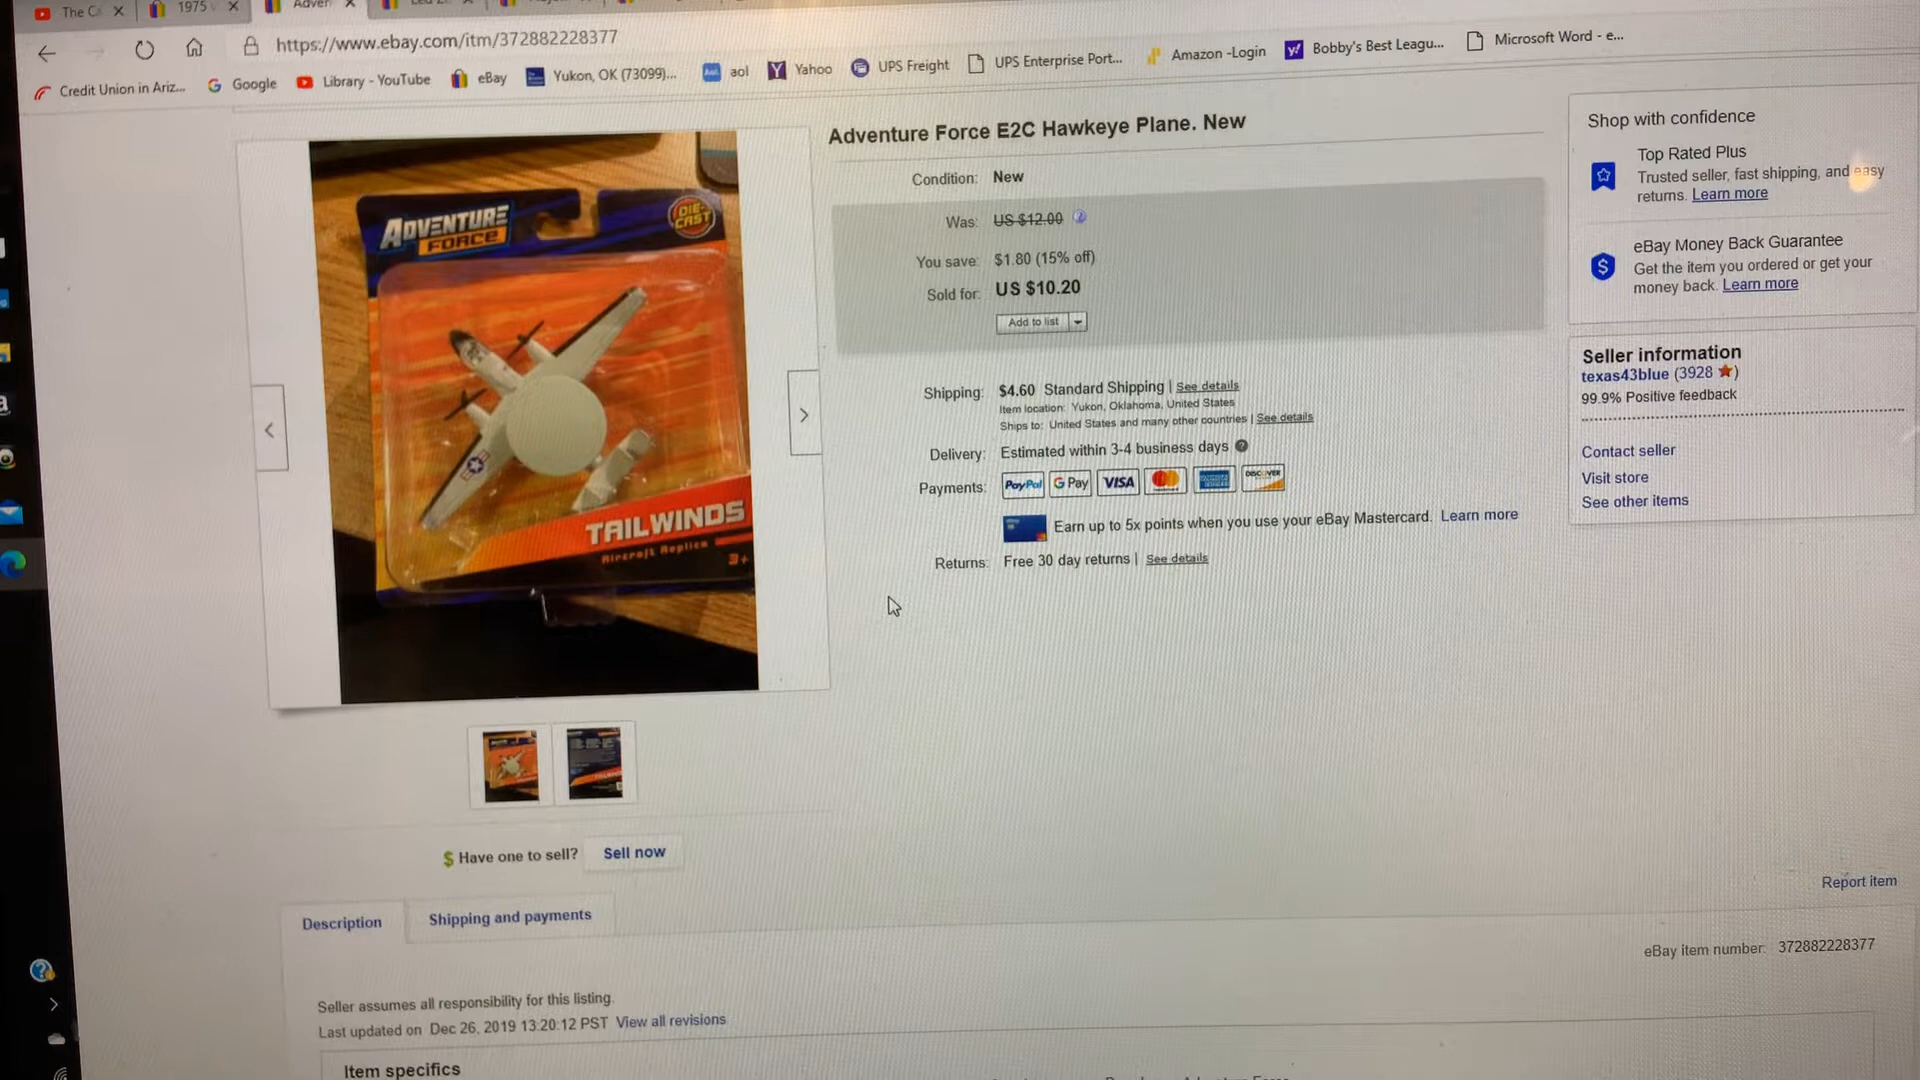 The C
1975
Adver
https://www.ebay.com/itm/372882228377
Credit Union in Ariz...
Google
Library - YouTube
eBay
Yukon, OK (73099)...
aol
Yahoo
UPS Freight
UPS Enterprise Port...
Amazon -Login
Bobby's Best Leagu...
Microsoft Word - e...
ADVENTURE
FORCE
DIE-
CAST
TAILWINDS
Aircraft Replica
3+
Adventure Force E2C Hawkeye Plane. New
Condition: New
Was: US $12.00
You save: $1.80 (15% off)
Sold for: US $10.20
Add to list
Shipping: $4.60 Standard Shipping | See details
Item location: Yukon, Oklahoma, United States
Ships to: United States and many other countries | See details
Delivery: Estimated within 3-4 business days
Payments: PayPal G Pay VISA DISCOVER
Earn up to 5x points when you use your eBay Mastercard. Learn more
Returns: Free 30 day returns | See details
Shop with confidence
Top Rated Plus
Trusted seller, fast shipping, and easy
returns. Learn more
eBay Money Back Guarantee
Get the item you ordered or get your
money back. Learn more
Seller information
texas43blue (3928 ★)
99.9% Positive feedback
Contact seller
Visit store
See other items
$ Have one to sell? Sell now
Report item
Description
Shipping and payments
eBay item number: 372882228377
Seller assumes all responsibility for this listing.
Last updated on Dec 26, 2019 13:20:12 PST View all revisions
Item specifics